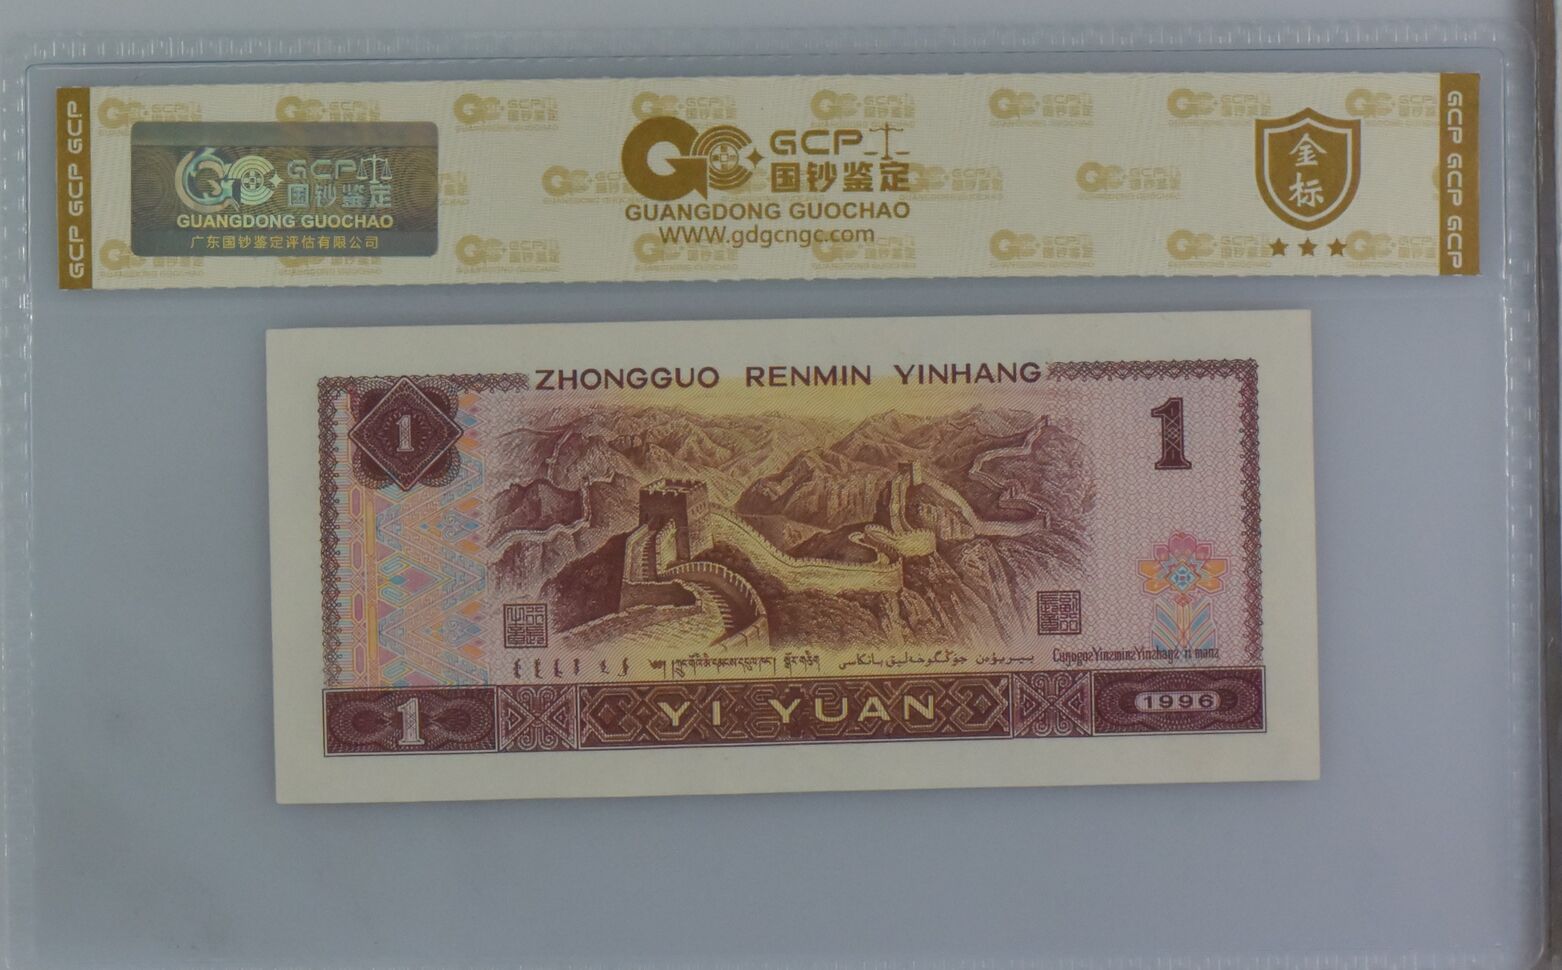 GCP GCP GCP
GCP
国钞鉴定
GUANGDONG GUOCHAO
广东国钞鉴定评估有限公司
GCP
国钞鉴定
GUANGDONG GUOCHAO
WWW.gdgcngc.com
金标
GCP GCP GCP
ZHONGGUO RENMIN YINHANG
1
1
1
YI YUAN
1996